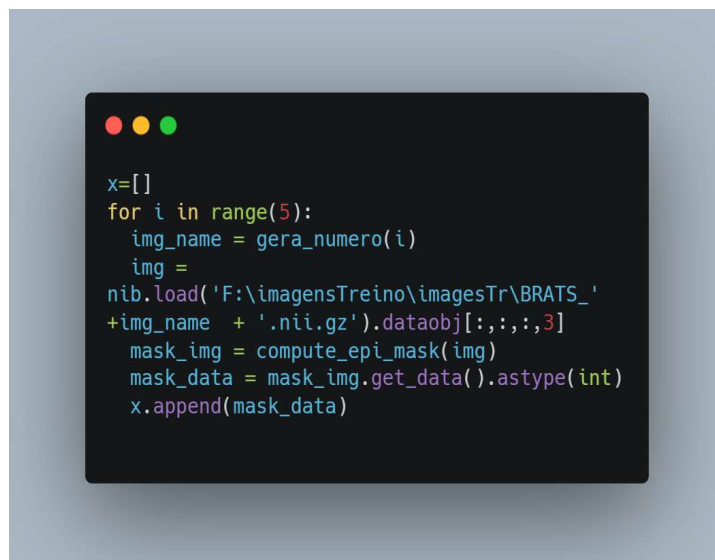 x=[]
for i in range(5):
  img_name = gera_numero(i)
  img =
nib.load('F:\imagensTreino\imagesTr\BRATS_'
+img_name  + '.nii.gz').dataobj[:,:,:,3]
  mask_img = compute_epi_mask(img)
  mask_data = mask_img.get_data().astype(int)
  x.append(mask_data)